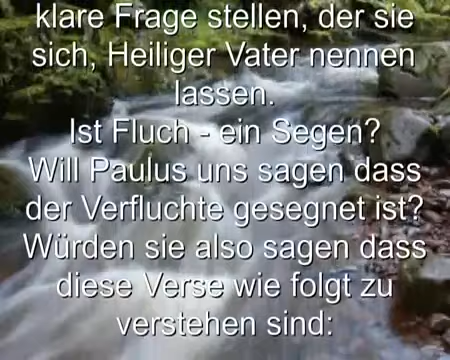 klare Frage stellen, der sie
sich, Heiliger Vater nennen
lassen.
Ist Fluch - ein Segen?
Will Paulus uns sagen dass
der Verfluchte gesegnet ist?
Würden sie also sagen dass
diese Verse wie folgt zu
verstehen sind: